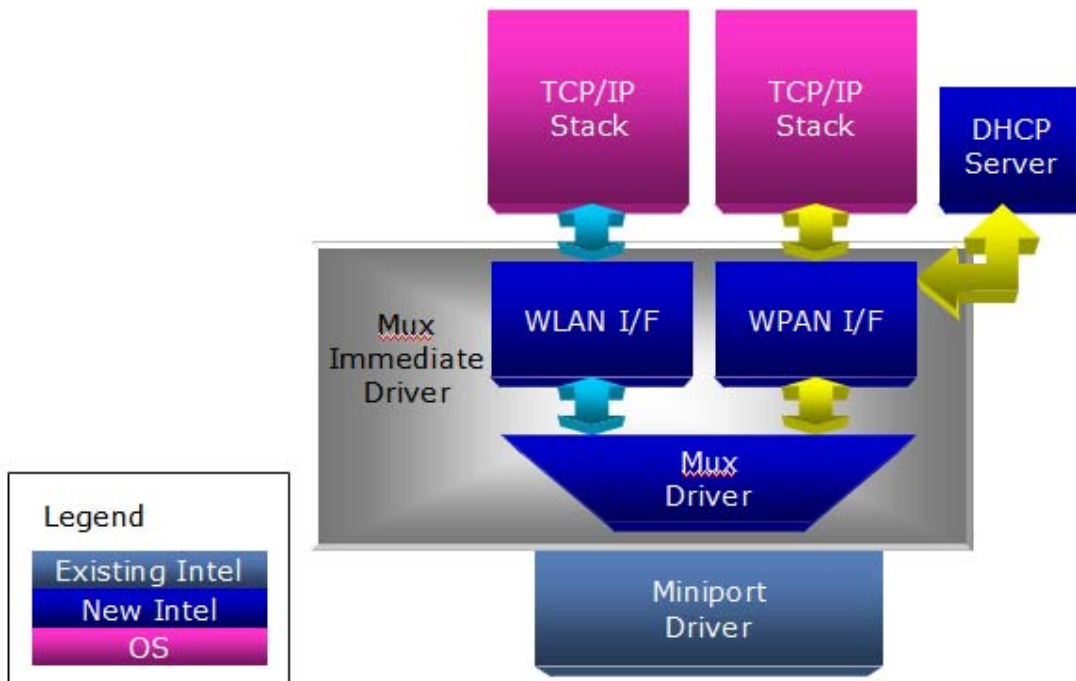 TCP/IP
Stack
TCP/IP
Stack
DHCP
Server
Mux
Immediate
Driver
WLAN I/F
WPAN I/F
Mux
Driver
Miniport
Driver
Legend
Existing Intel
New Intel
OS